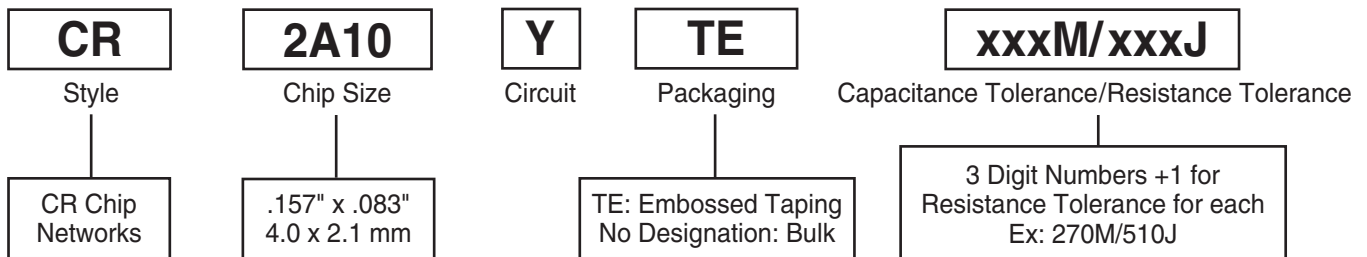 CR 2A10 Y TE xxxM/xxxJ
Style Chip Size Circuit Packaging Capacitance Tolerance/Resistance Tolerance
CR Chip
Networks
.157" x .083"
4.0 x 2.1 mm
TE: Embossed Taping
No Designation: Bulk
3 Digit Numbers +1 for
Resistance Tolerance for each
Ex: 270M/510J